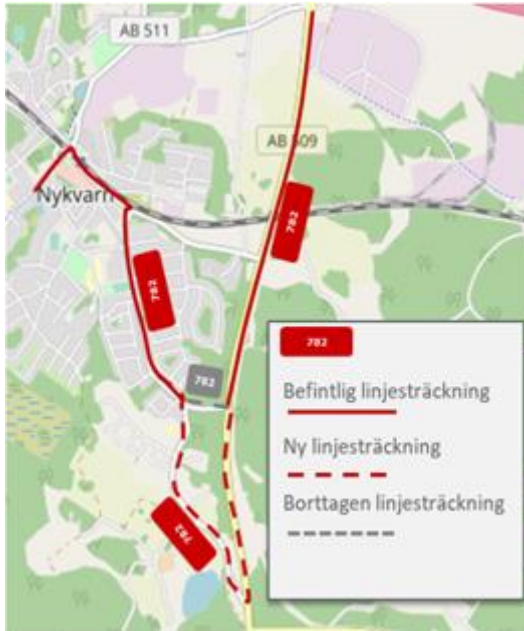 AB 511
AB 509
Nykvarn
782
782
782
782
782
Befintlig linjesträckning
Ny linjesträckning
Borttagen linjesträckning